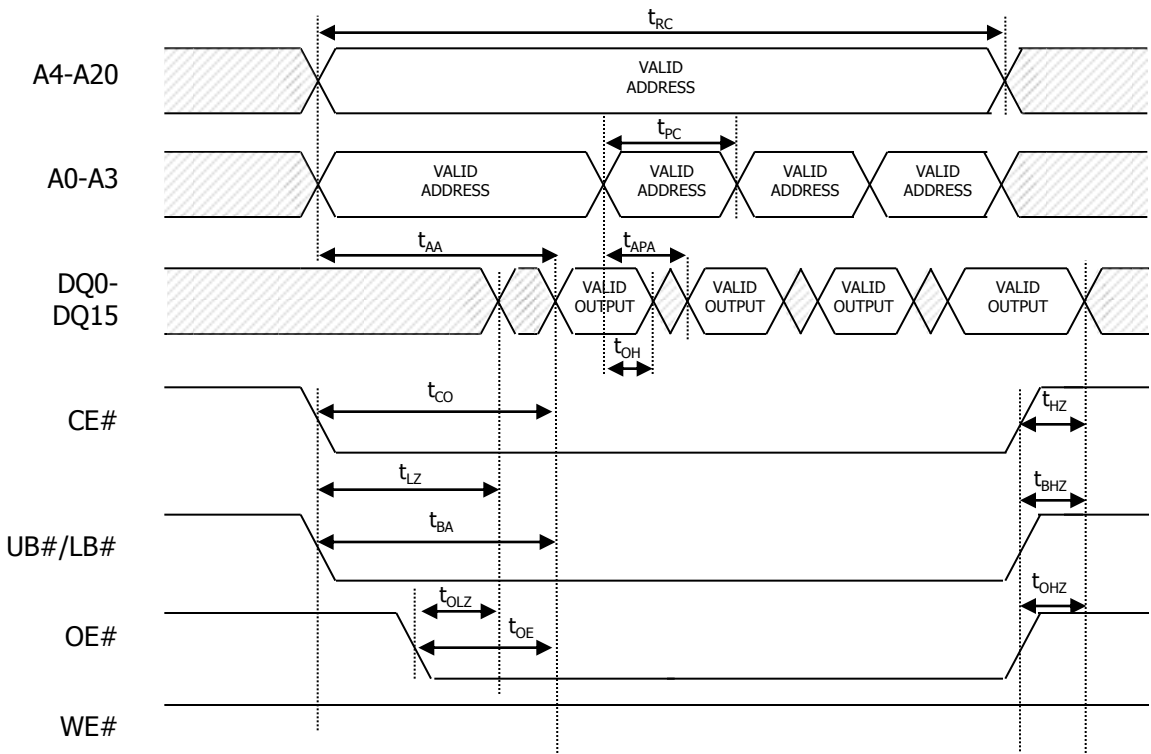 tRC
A4-A20
VALID
ADDRESS
tPC
A0-A3
VALID
ADDRESS
VALID
ADDRESS
VALID
ADDRESS
VALID
ADDRESS
tAA
tAPA
DQ0-
DQ15
VALID
OUTPUT
VALID
OUTPUT
VALID
OUTPUT
VALID
OUTPUT
tOH
CE#
tCO
tHZ
tLZ
tBHZ
UB#/LB#
tBA
tOLZ
tOHZ
OE#
tOE
WE#